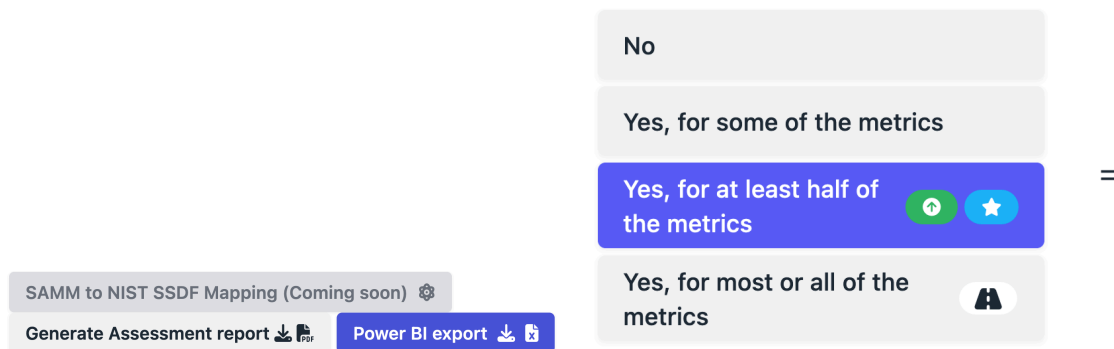 No
Yes, for some of the metrics
Yes, for at least half of
the metrics
Yes, for most or all of the
metrics
SAMM to NIST SSDF Mapping (Coming soon)
Generate Assessment report PDF
Power BI export X
=